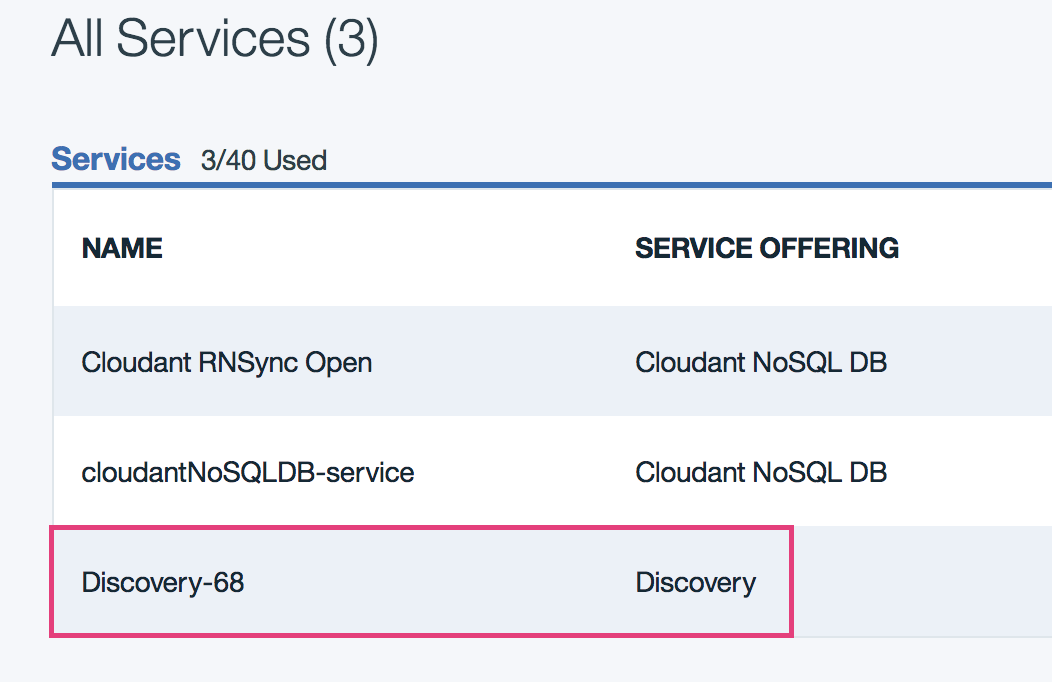 All Services (3)
Services 3/40 Used
NAME SERVICE OFFERING
Cloudant RNSync Open Cloudant NoSQL DB
cloudantNoSQLDB-service Cloudant NoSQL DB
Discovery-68 Discovery